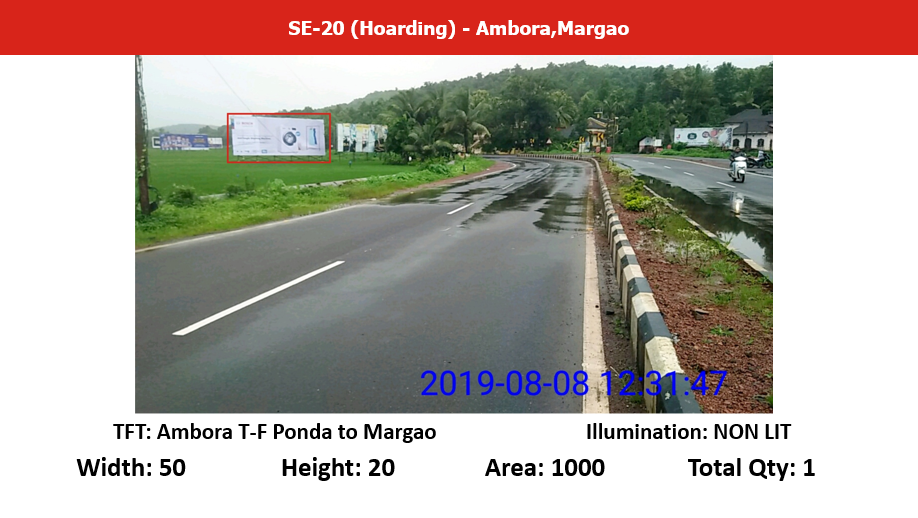 SE-20 (Hoarding) - Ambora,Margao
2019-08-08 12:31:47
TFT: Ambora T-F Ponda to Margao
Illumination: NON LIT
Width: 50
Height: 20
Area: 1000
Total Qty: 1